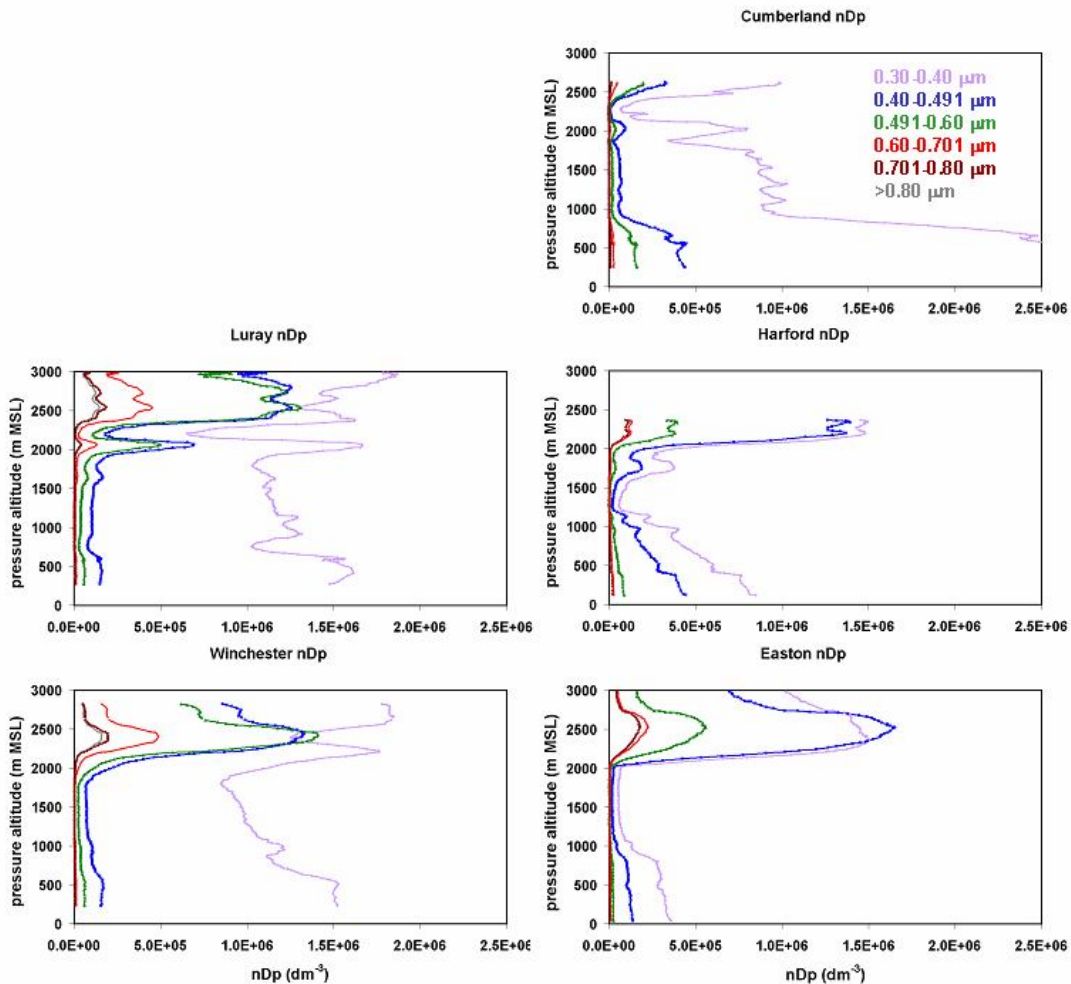 Cumberland nDp
pressure altitude (m MSL)
3000
2500
2000
1500
1000
500
0
0.30-0.40 µm
0.40-0.491 µm
0.491-0.60 µm
0.60-0.701 µm
0.701-0.80 µm
>0.80 µm
0.0E+00 5.0E+05 1.0E+06 1.5E+06 2.0E+06 2.5E+06
Luray nDp
pressure altitude (m MSL)
3000
2500
2000
1500
1000
500
0
0.0E+00 5.0E+05 1.0E+06 1.5E+06 2.0E+06 2.5E+06
Harford nDp
pressure altitude (m MSL)
3000
2500
2000
1500
1000
500
0
0.0E+00 5.0E+05 1.0E+06 1.5E+06 2.0E+06 2.5E+06
Winchester nDp
pressure altitude (m MSL)
3000
2500
2000
1500
1000
500
0
0.0E+00 5.0E+05 1.0E+06 1.5E+06 2.0E+06 2.5E+06
nDp (dm⁻³)
Easton nDp
pressure altitude (m MSL)
3000
2500
2000
1500
1000
500
0
0.0E+00 5.0E+05 1.0E+06 1.5E+06 2.0E+06 2.5E+06
nDp (dm⁻³)